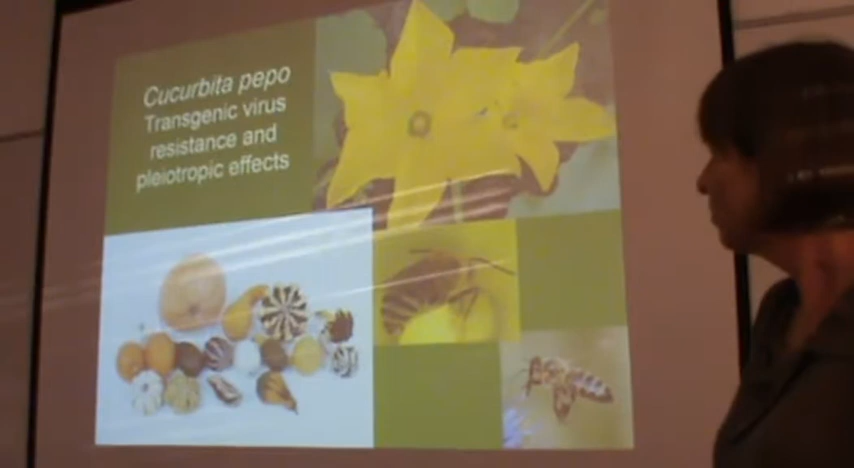 Cucurbita pepo
Transgenic virus
resistance and
pleiotropic effects